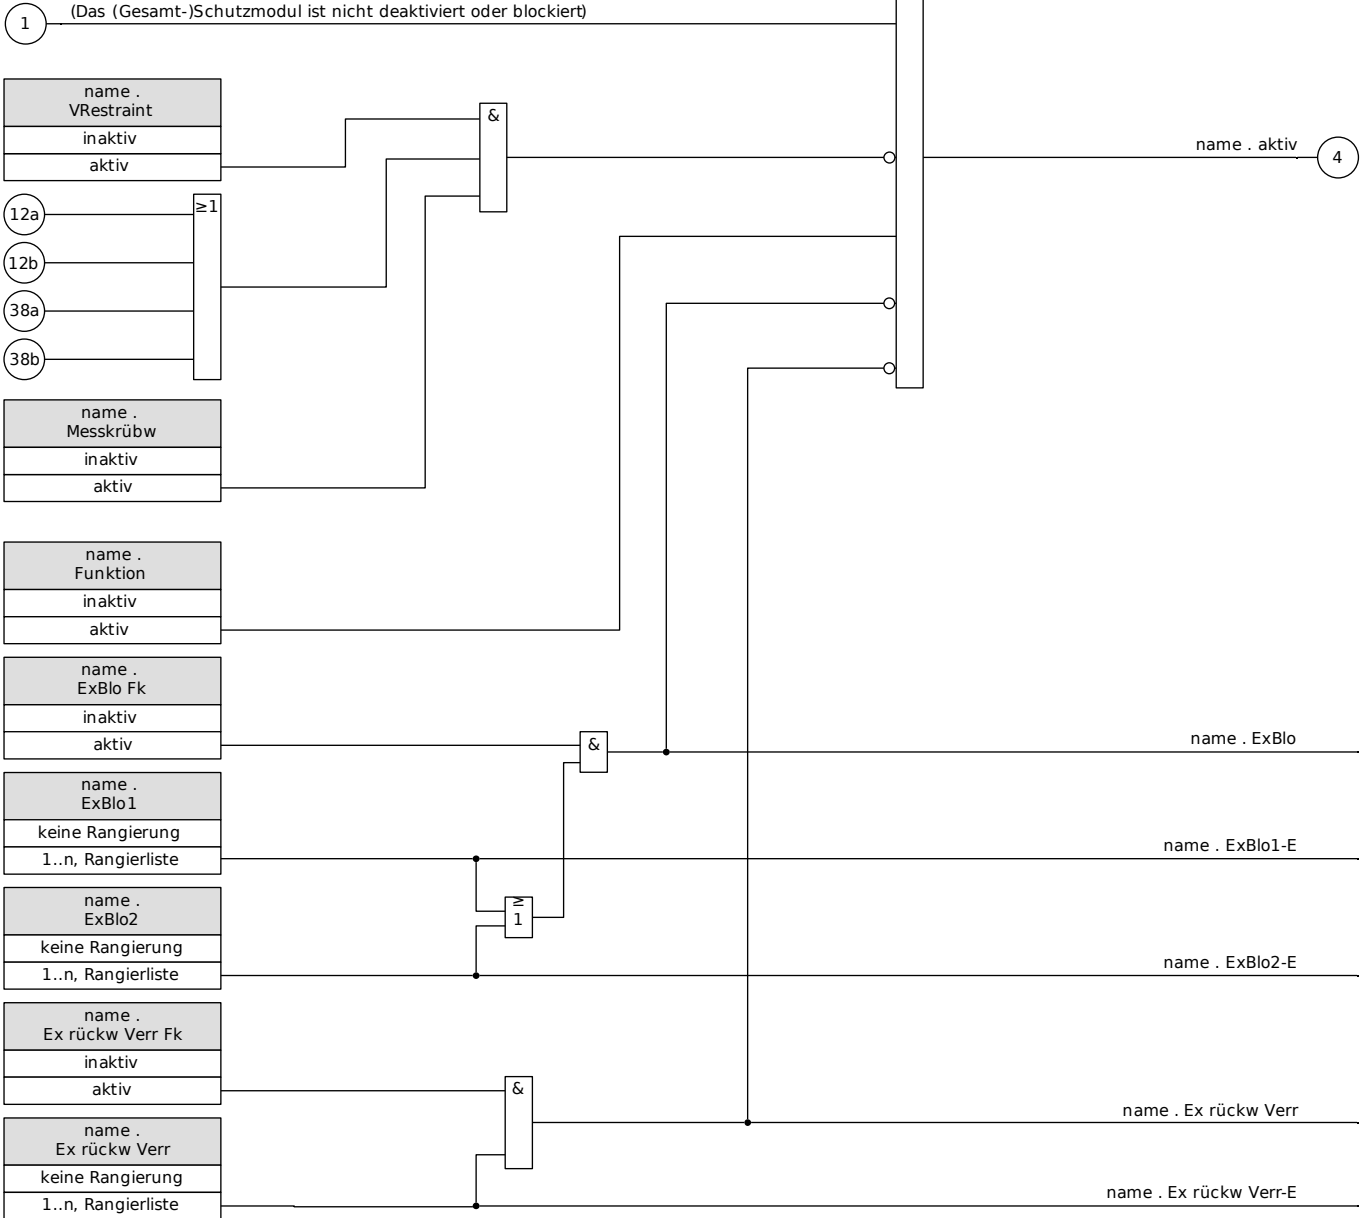 (Das (Gesamt-)Schutzmodul ist nicht deaktiviert oder blockiert)
1
name .
VRestraint
inaktiv
aktiv
&
name . aktiv
4
12a
12b
38a
38b
≥1
name .
Messkrübw
inaktiv
aktiv
name .
Funktion
inaktiv
aktiv
name .
ExBlo Fk
inaktiv
aktiv
&
name . ExBlo
name .
ExBlo1
keine Rangierung
1..n, Rangierliste
name . ExBlo1-E
≥
1
name .
ExBlo2
keine Rangierung
1..n, Rangierliste
name . ExBlo2-E
name .
Ex rückw Verr Fk
inaktiv
aktiv
&
name . Ex rückw Verr
name .
Ex rückw Verr
keine Rangierung
1..n, Rangierliste
name . Ex rückw Verr-E